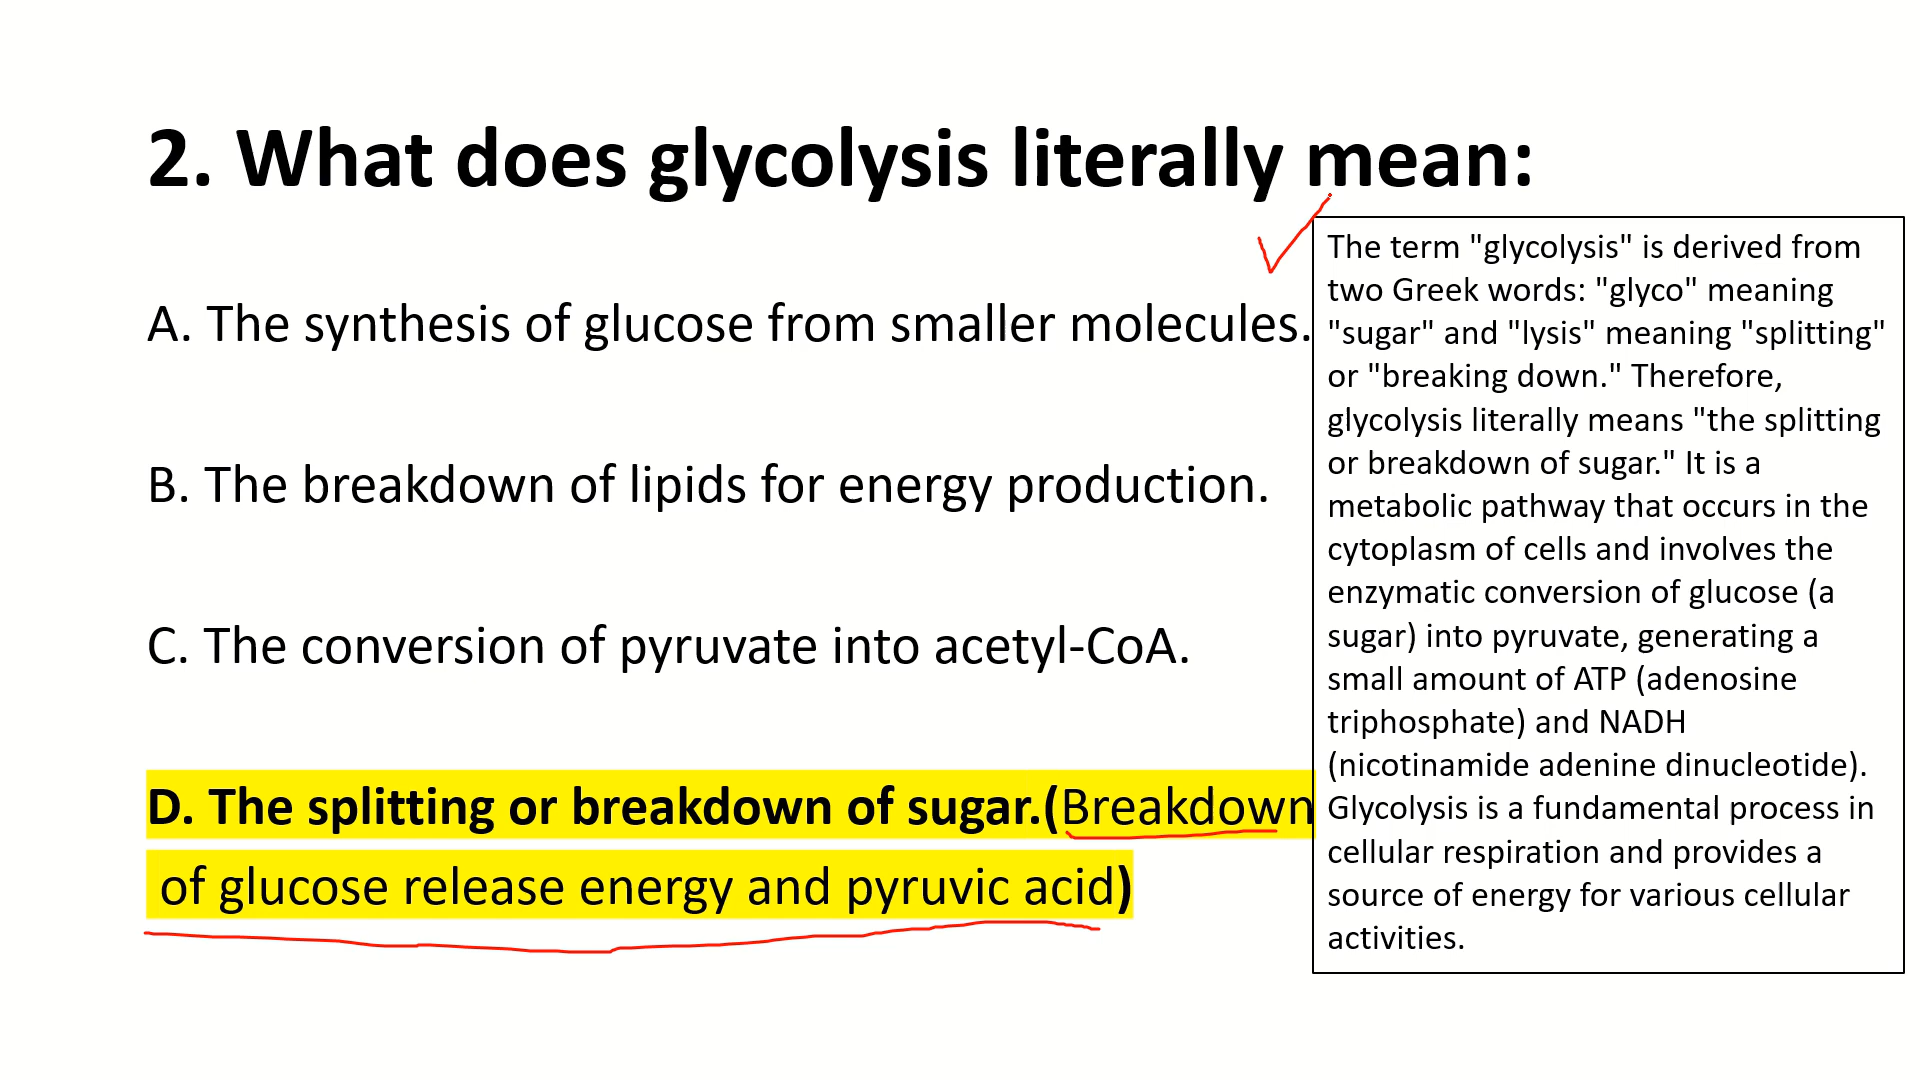 2. What does glycolysis literally mean:
A. The synthesis of glucose from smaller molecules.
B. The breakdown of lipids for energy production.
C. The conversion of pyruvate into acetyl-CoA.
D. The splitting or breakdown of sugar.(Breakdown
of glucose release energy and pyruvic acid)
The term "glycolysis" is derived from
two Greek words: "glyco" meaning
"sugar" and "lysis" meaning "splitting"
or "breaking down." Therefore,
glycolysis literally means "the splitting
or breakdown of sugar." It is a
metabolic pathway that occurs in the
cytoplasm of cells and involves the
enzymatic conversion of glucose (a
sugar) into pyruvate, generating a
small amount of ATP (adenosine
triphosphate) and NADH
(nicotinamide adenine dinucleotide).
Glycolysis is a fundamental process in
cellular respiration and provides a
source of energy for various cellular
activities.